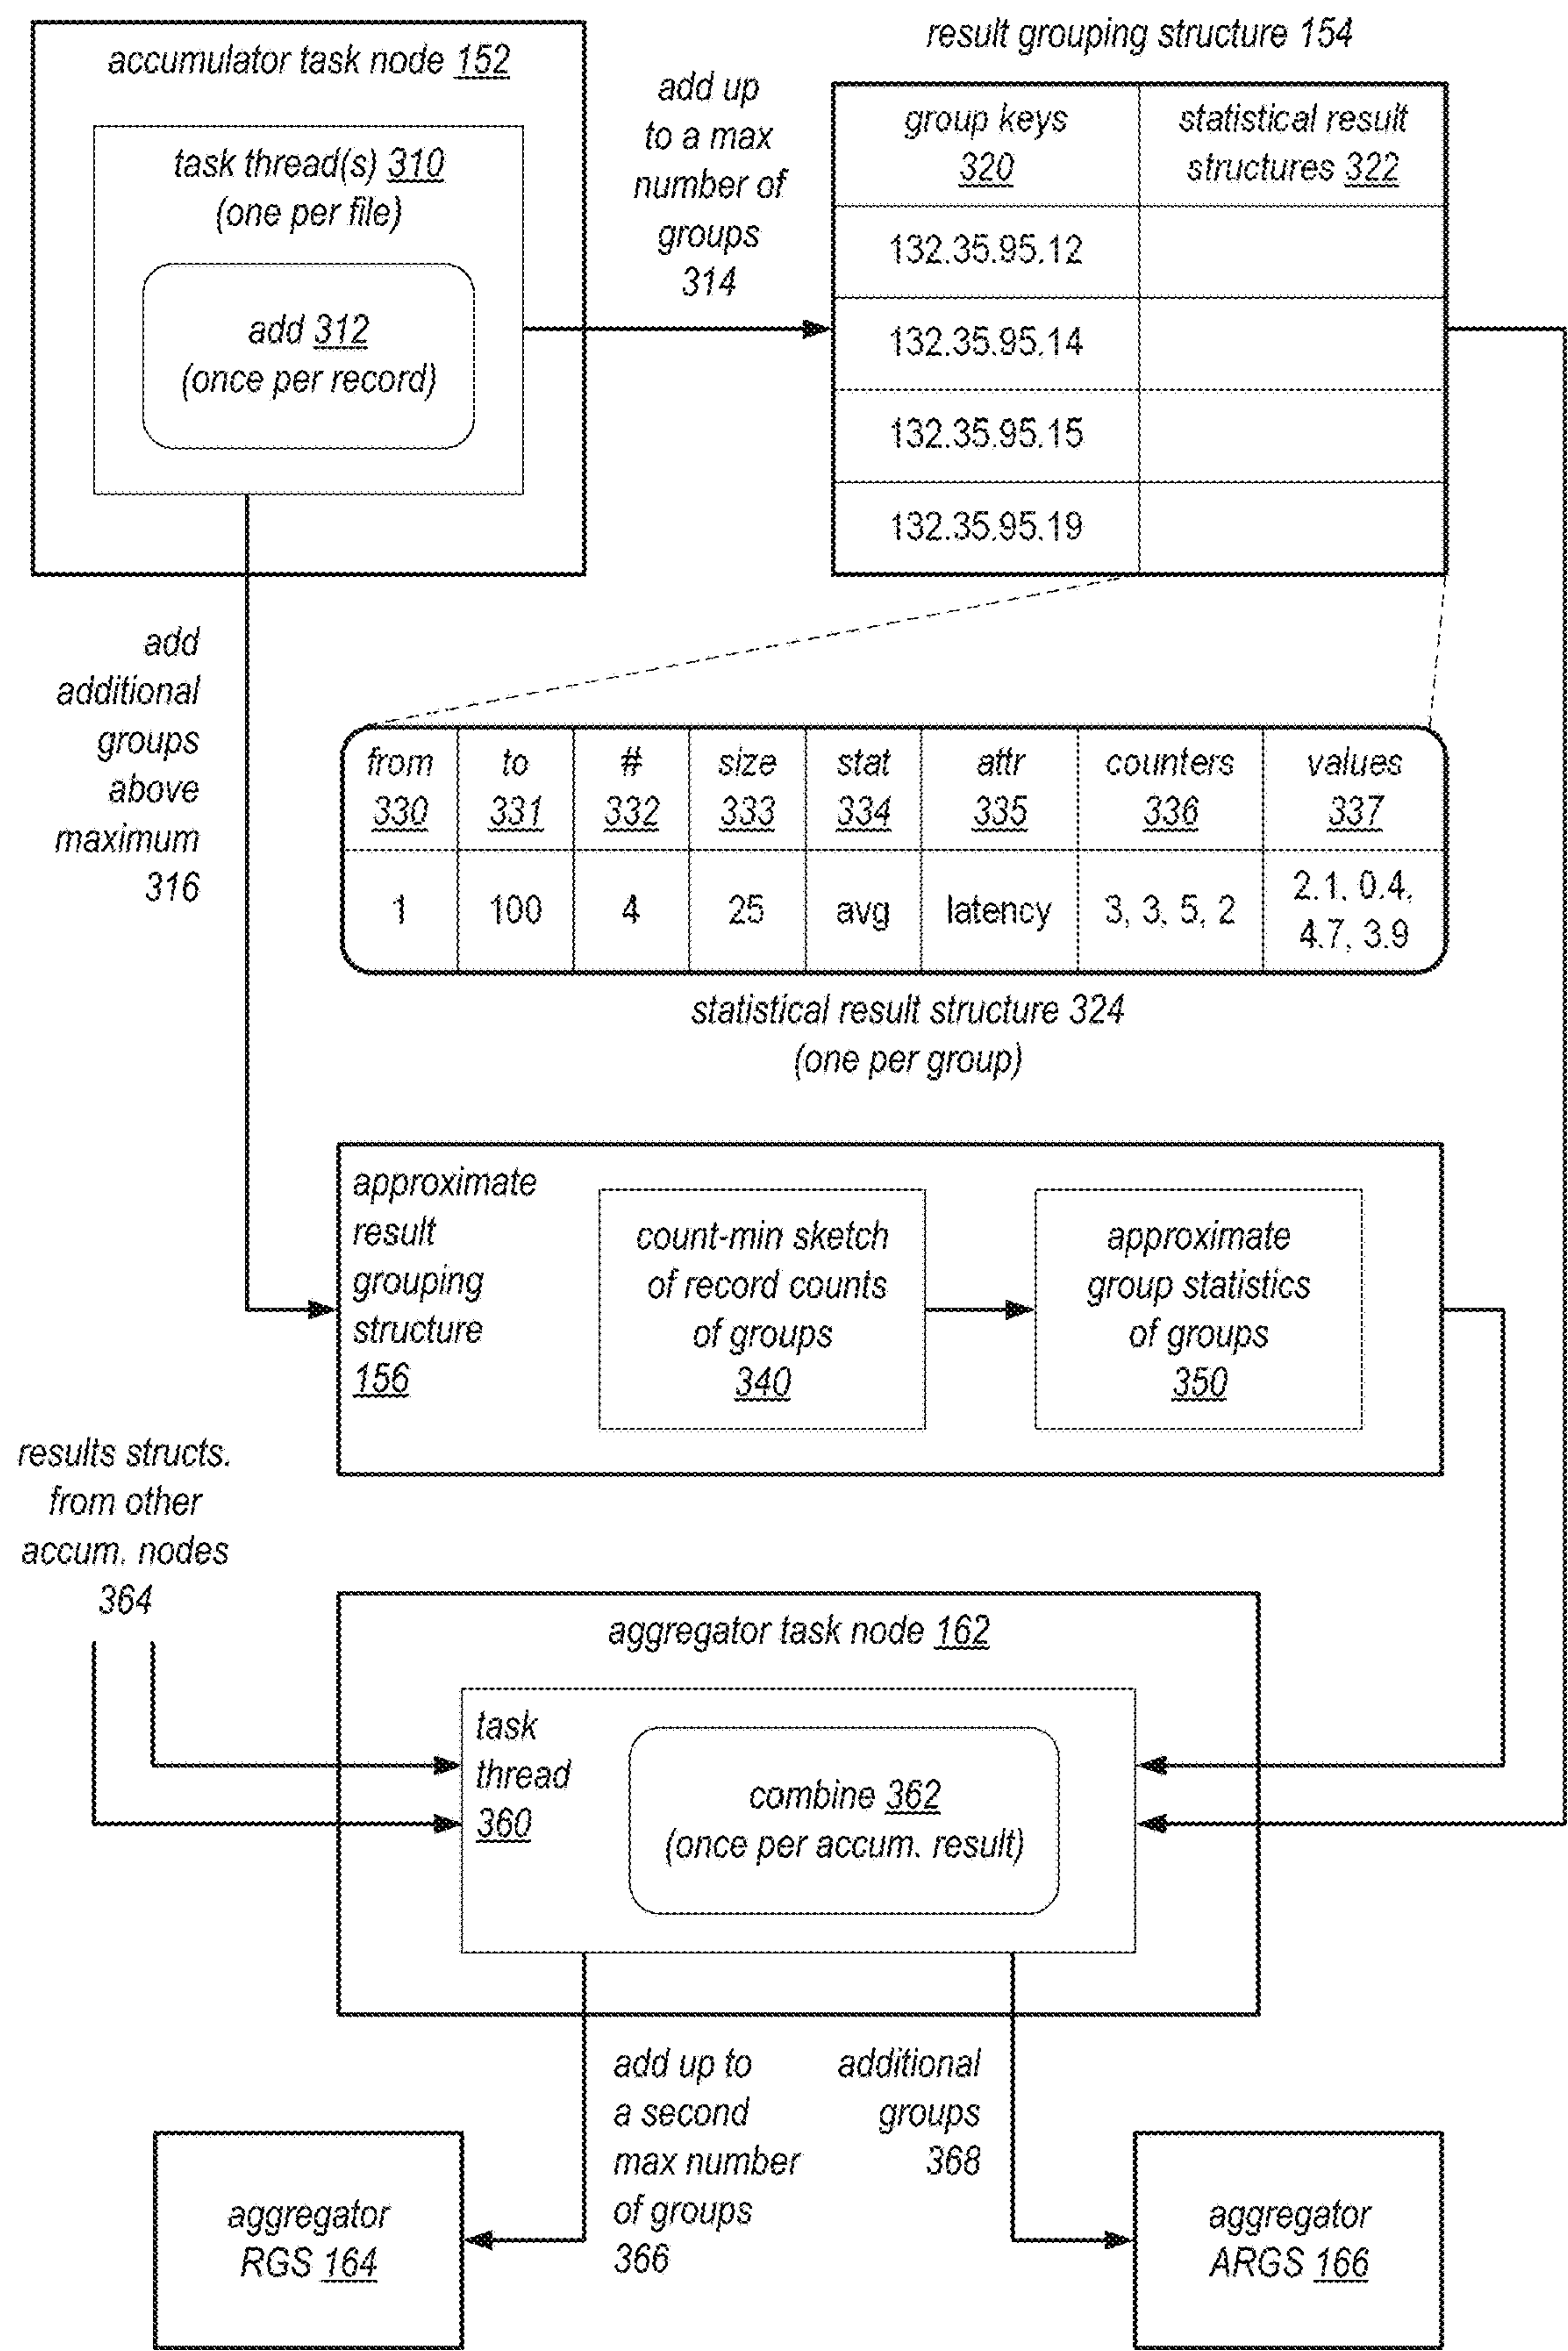 accumulator task node 152
task thread(s) 310
(one per file)
add 312
(once per record)
add up
to a max
number of
groups
314
result grouping structure 154
group keys
320
statistical result
structures 322
132.35.95.12
132.35.95.14
132.35.95.15
132.35.95.19
add
additional
groups
above
maximum
316
from
330
to
331
#
332
size
333
stat
334
attr
335
counters
336
values
337
1
100
4
25
avg
latency
3, 3, 5, 2
2.1, 0.4,
4.7, 3.9
statistical result structure 324
(one per group)
approximate
result
grouping
structure
156
count-min sketch
of record counts
of groups
340
approximate
group statistics
of groups
350
results structs.
from other
accum. nodes
364
aggregator task node 162
task
thread
360
combine 362
(once per accum. result)
add up to
a second
max number
of groups
366
additional
groups
368
aggregator
RGS 164
aggregator
ARGS 166